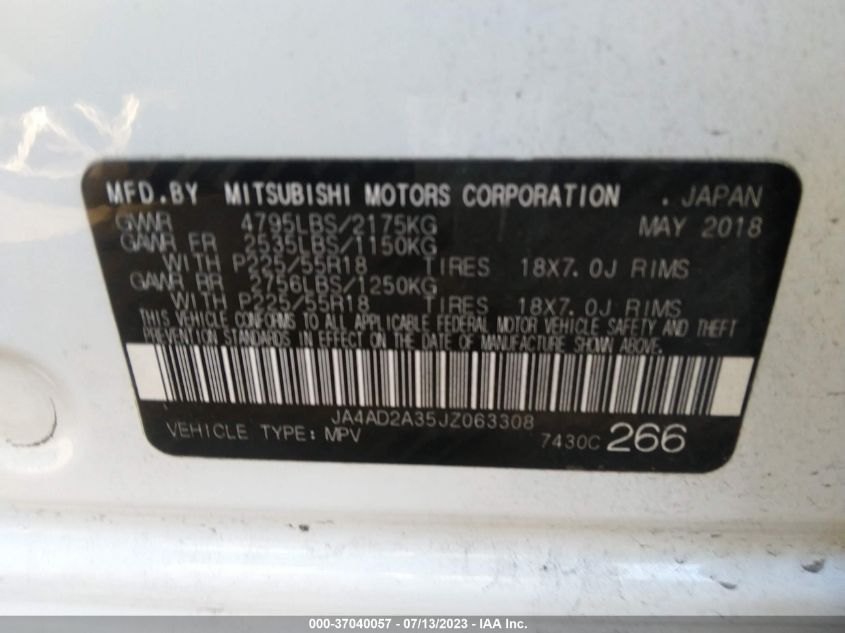 MFD.BY MITSUBISHI MOTORS CORPORATION . JAPAN
GVWR 4795LBS/2175KG MAY 2018
GAWR FR 2535LBS/1150KG
WITH P225/55R18 TIRES 18X7.0J RIMS
GAWR RR 2756LBS/1250KG
WITH P225/55R18 TIRES 18X7.0J RIMS
THIS VEHICLE CONFORMS TO ALL APPLICABLE FEDERAL MOTOR VEHICLE SAFETY AND THEFT
PREVENTION STANDARDS IN EFFECT ON THE DATE OF MANUFACTURE SHOWN ABOVE.
JA4AD2A35JZ063308
VEHICLE TYPE: MPV 7430C 266
000-37040057 - 07/13/2023 - IAA Inc.